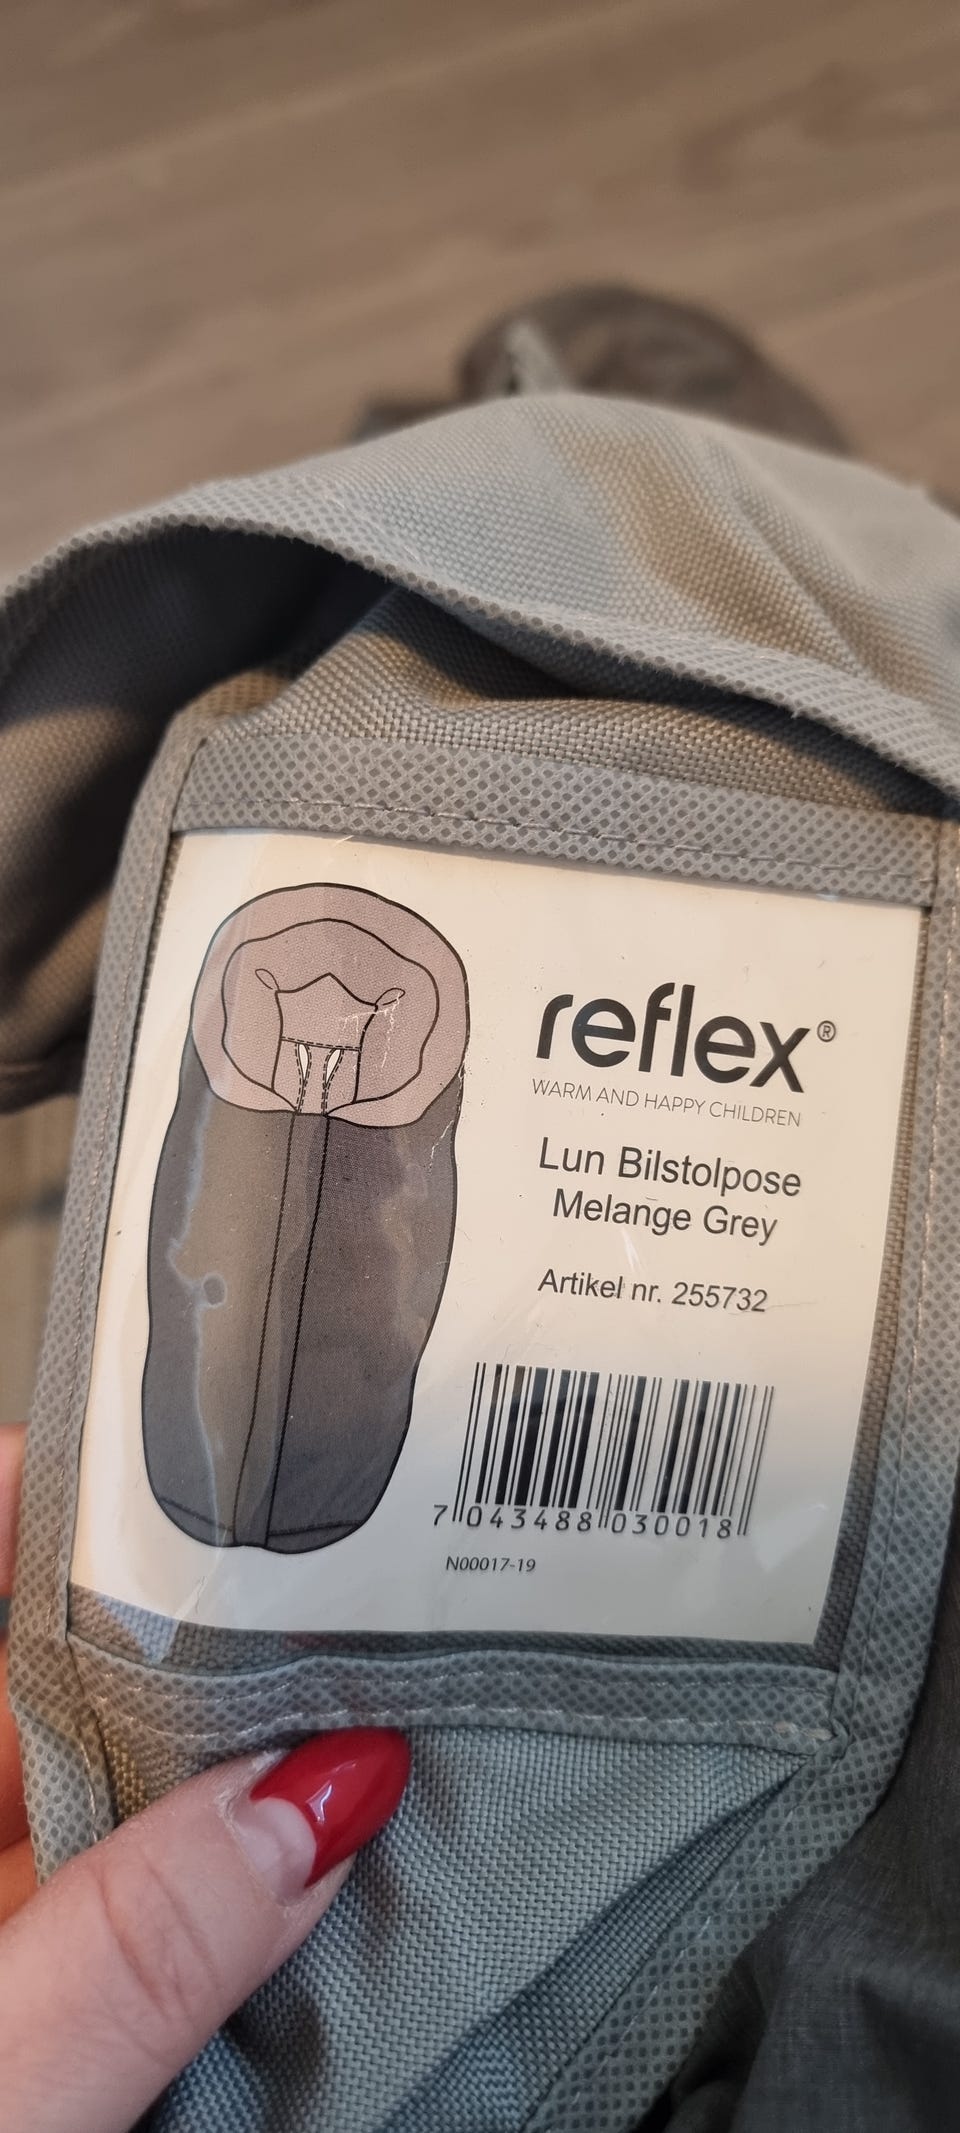 reflex®
WARM AND HAPPY CHILDREN
Lun Bilstolpose
Melange Grey
Artikel nr. 255732
7 043488 030018
N00017-19